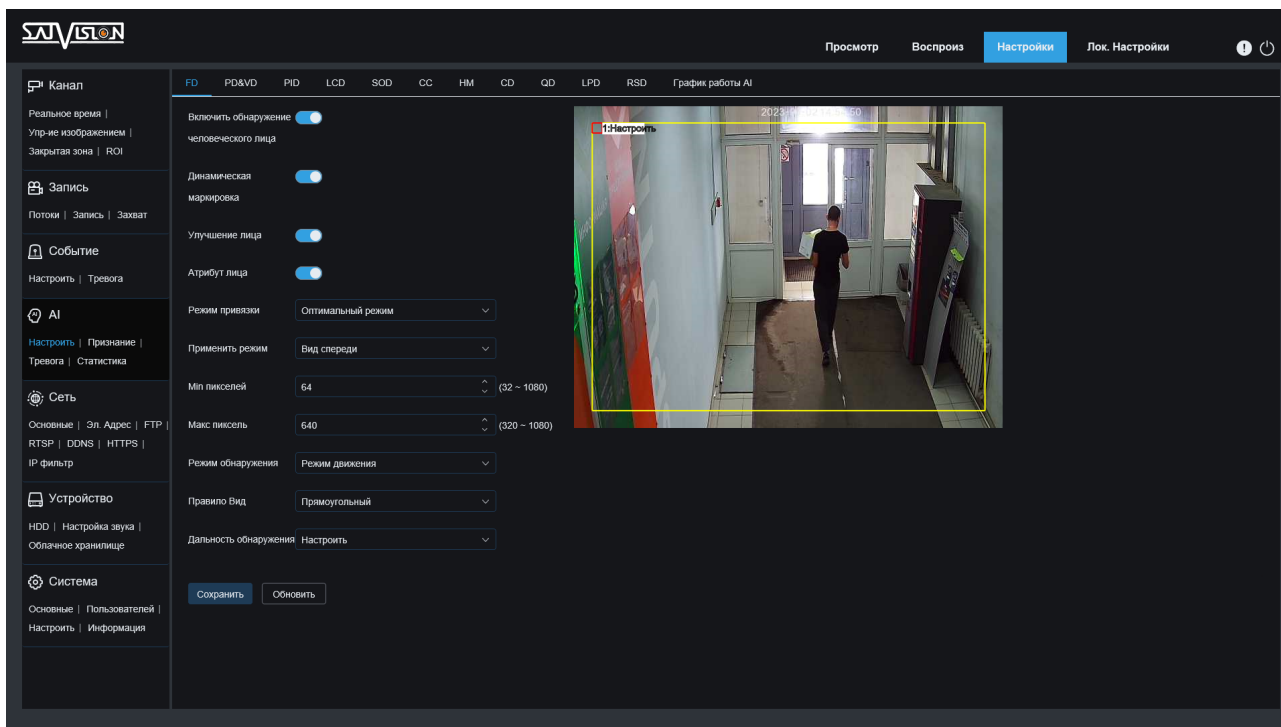 SATVISION
Просмотр Воспроиз Настройки Лок. Настройки
Канал
Реальное время |
Упр-ие изображением |
Закрытая зона | ROI
Запись
Потоки | Запись | Захват
Событие
Настроить | Тревога
AI
Настроить | Признание |
Тревога | Статистика
Сеть
Основные | Эл. Адрес | FTP |
RTSP | DDNS | HTTPS |
IP фильтр
Устройство
HDD | Настройка звука |
Облачное хранилище
Система
Основные | Пользователей |
Настроить | Информация
FD PD&VD PID LCD SOD CC HM CD QD LPD RSD График работы AI
Включить обнаружение
человеческого лица
Динамическая
маркировка
Улучшение лица
Атрибут лица
Режим привязки Оптимальный режим
Применить режим Вид спереди
Min пикселей 64 (32 ~ 1080)
Макс пиксель 640 (320 ~ 1080)
Режим обнаружения Режим движения
Правило Вид Прямоугольный
Дальность обнаружения Настроить
Сохранить Обновить
1:Настроить